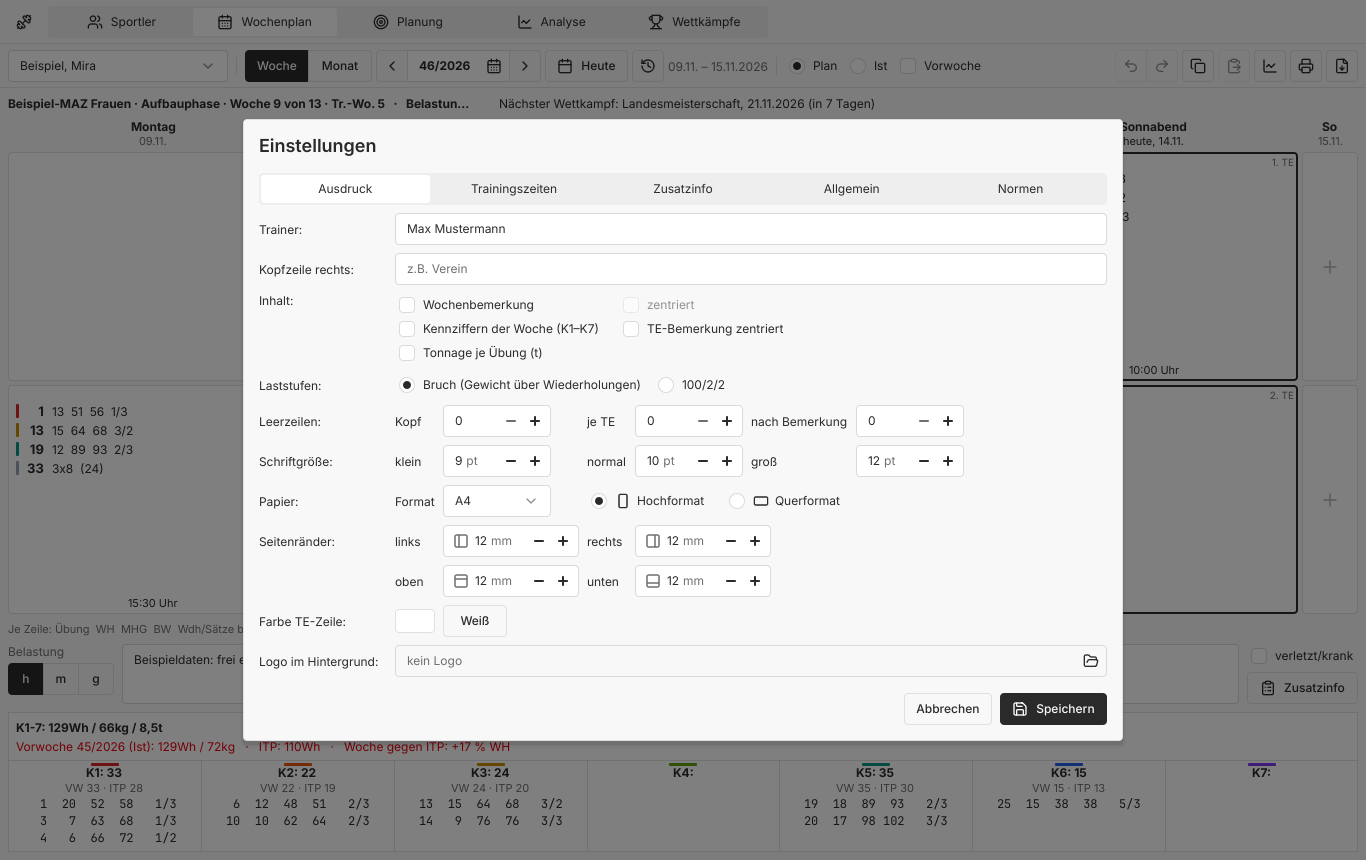 Sportler
Wochenplan
Planung
Analyse
Wettkämpfe
Beispiel, Mira
Woche
Monat
46/2026
Heute
09.11. – 15.11.2026
Plan
Ist
Vorwoche
Beispiel-MAZ Frauen · Aufbauphase · Woche 9 von 13 · Tr.-Wo. 5 · Belastun…
Nächster Wettkampf: Landesmeisterschaft, 21.11.2026 (in 7 Tagen)
Montag
09.11.
Sonnabend
heute, 14.11.
So
15.11.
1. TE
3
2
3
10:00 Uhr
2. TE
1 13 51 56 1/3
13 15 64 68 3/2
19 12 89 93 2/3
33 3x8 (24)
15:30 Uhr
Einstellungen
Ausdruck
Trainingszeiten
Zusatzinfo
Allgemein
Normen
Trainer:
Max Mustermann
Kopfzeile rechts:
z.B. Verein
Inhalt:
Wochenbemerkung
zentriert
Kennziffern der Woche (K1–K7)
TE-Bemerkung zentriert
Tonnage je Übung (t)
Laststufen:
Bruch (Gewicht über Wiederholungen)
100/2/2
Leerzeilen:
Kopf
0
je TE
0
nach Bemerkung
0
Schriftgröße:
klein
9 pt
normal
10 pt
groß
12 pt
Papier:
Format
A4
Hochformat
Querformat
Seitenränder:
links
12 mm
rechts
12 mm
oben
12 mm
unten
12 mm
Farbe TE-Zeile:
Weiß
Logo im Hintergrund:
kein Logo
Abbrechen
Speichern
Je Zeile: Übung WH MHG BW Wdh/Sätze
Belastung
h
m
g
Beispieldaten: frei
verletzt/krank
Zusatzinfo
K1-7: 129Wh / 66kg / 8,5t
Vorwoche 45/2026 (Ist): 129Wh / 72kg · ITP: 110Wh · Woche gegen ITP: +17 % WH
K1: 33
VW 33 · ITP 28
1 20 52 58 1/3
3 7 63 68 1/3
4 6 66 72 1/2
K2: 22
VW 22 · ITP 19
6 12 48 51 2/3
10 10 62 64 2/3
K3: 24
VW 24 · ITP 20
13 15 64 68 3/2
14 9 76 76 3/3
K4:
K5: 35
VW 35 · ITP 30
19 18 89 93 2/3
20 17 98 102 3/3
K6: 15
VW 15 · ITP 13
25 15 38 38 5/3
K7: